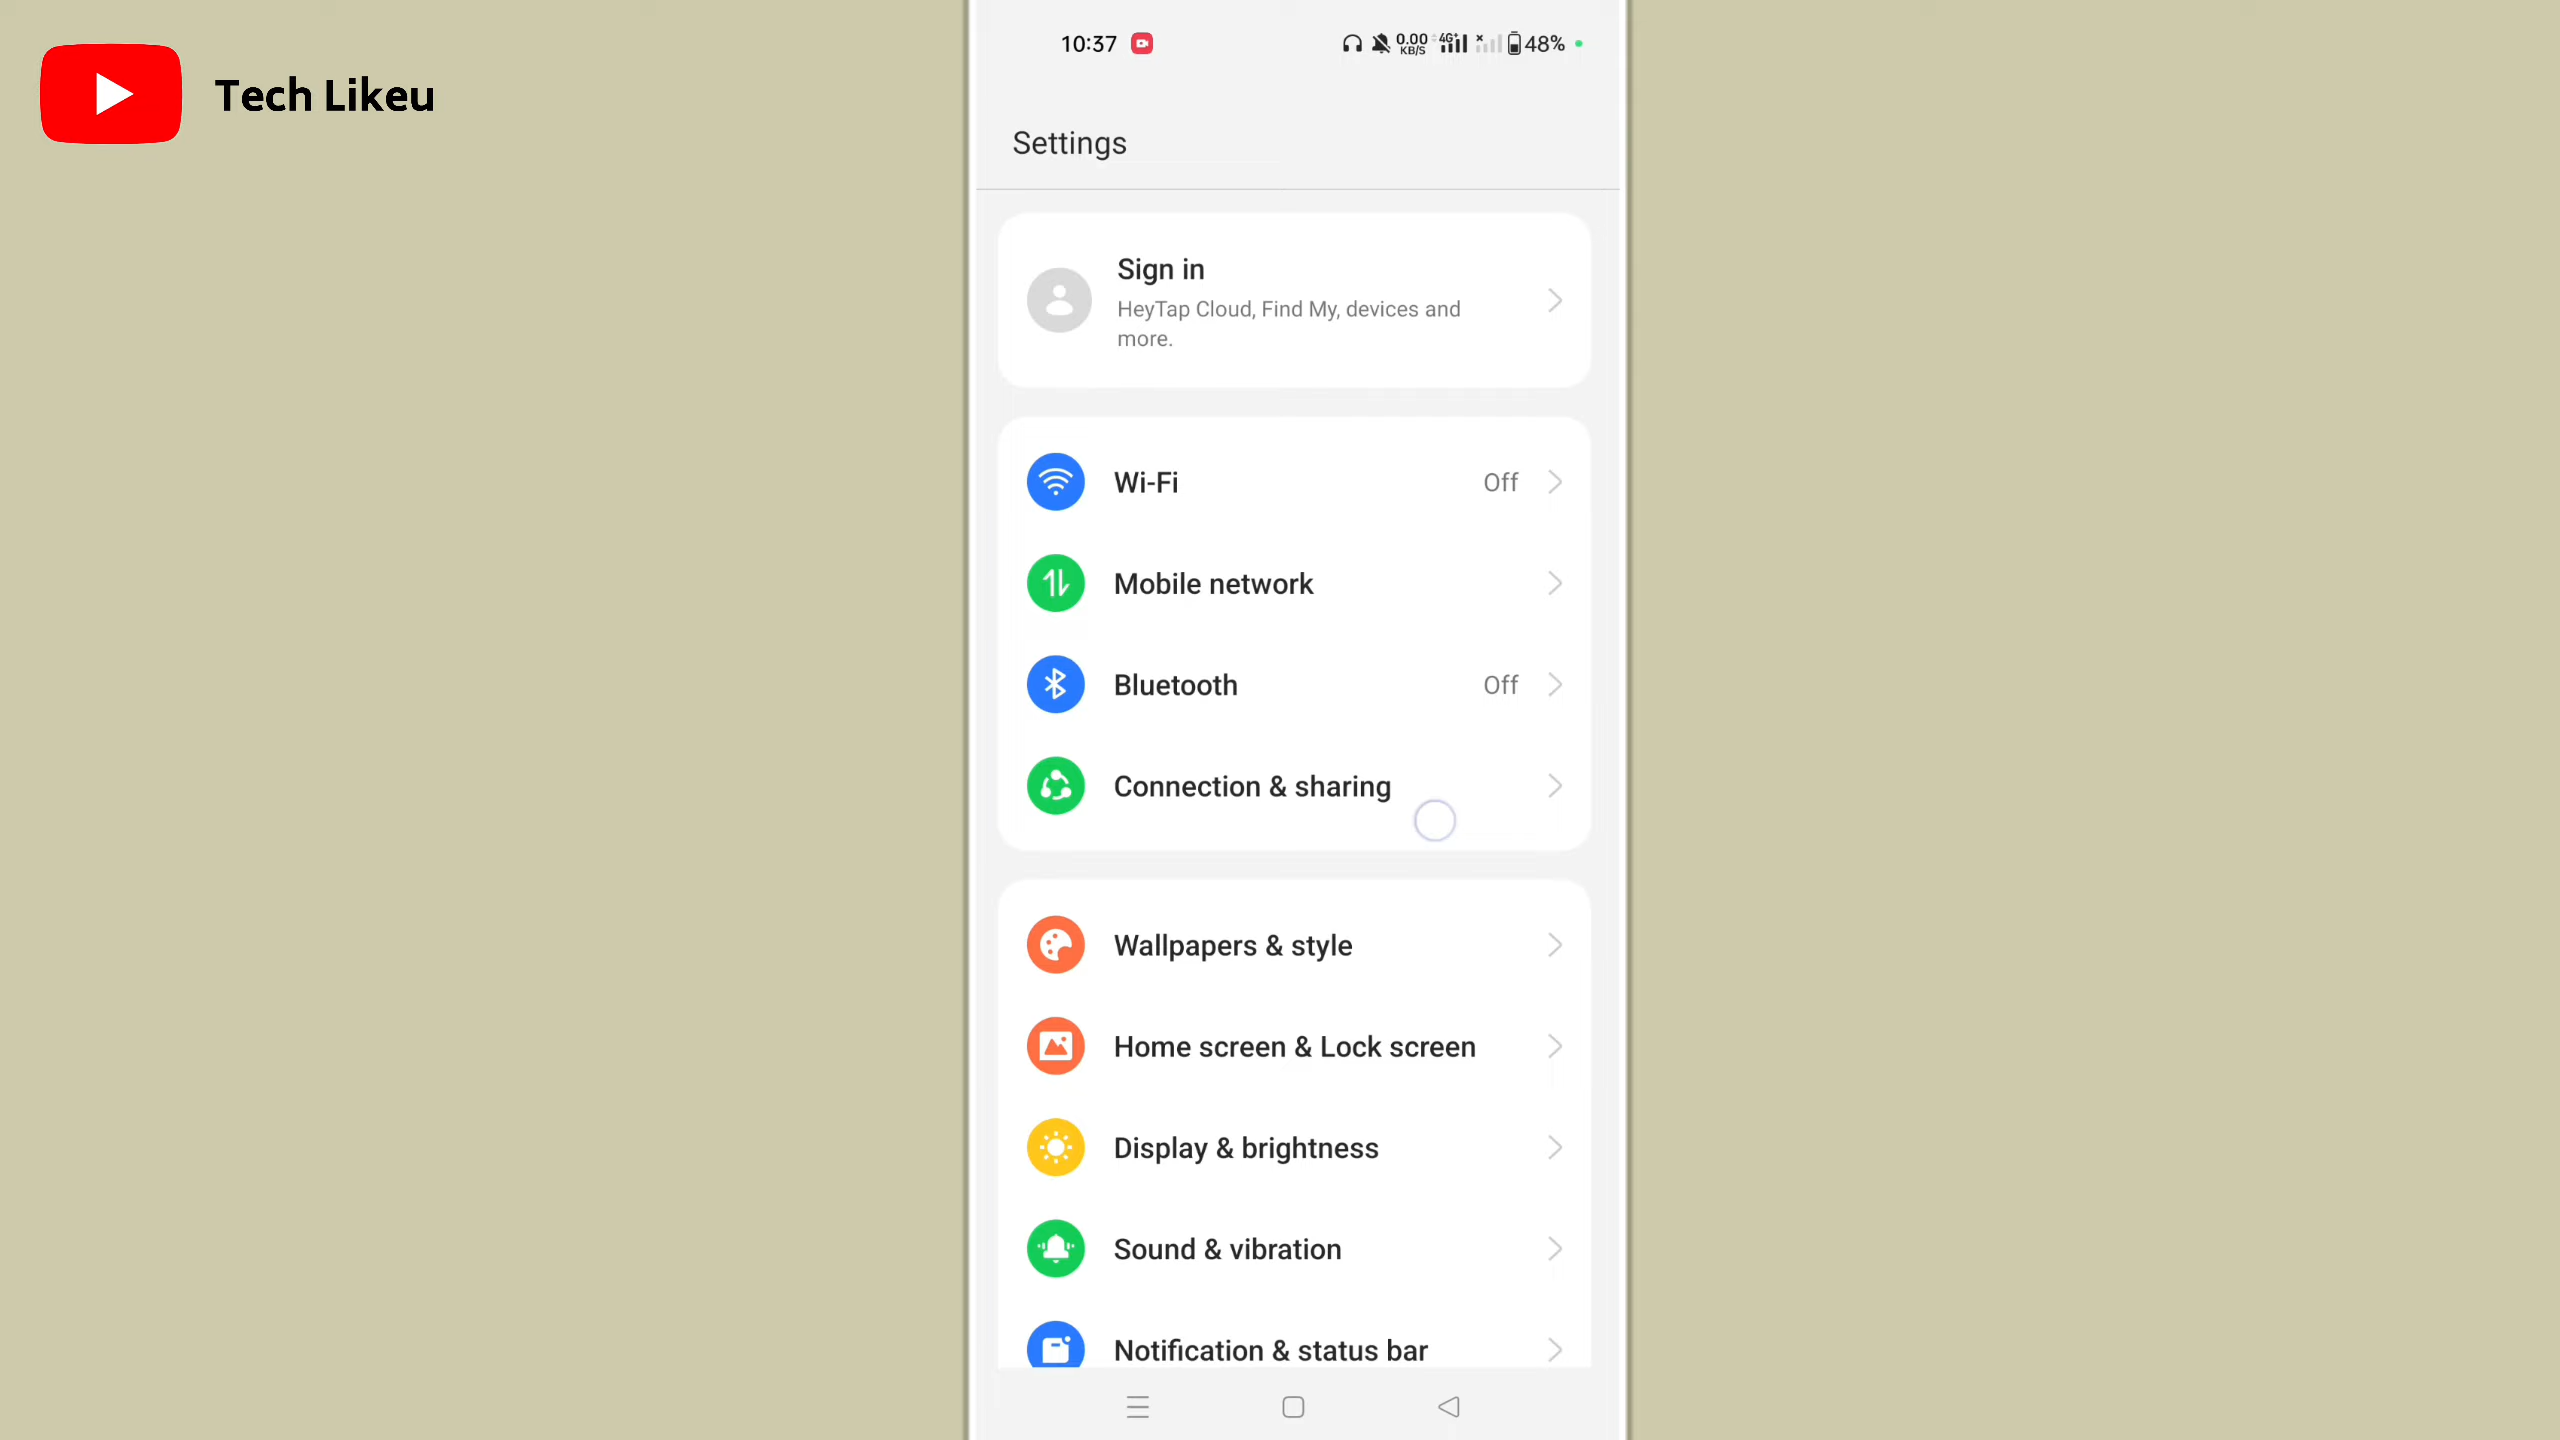 Tech Likeu
10:37
0.00
KB/S
4G+
48%
Settings
Sign in
HeyTap Cloud, Find My, devices and
more.
Wi-Fi
Off
Mobile network
Bluetooth
Off
Connection & sharing
Wallpapers & style
Home screen & Lock screen
Display & brightness
Sound & vibration
Notification & status bar